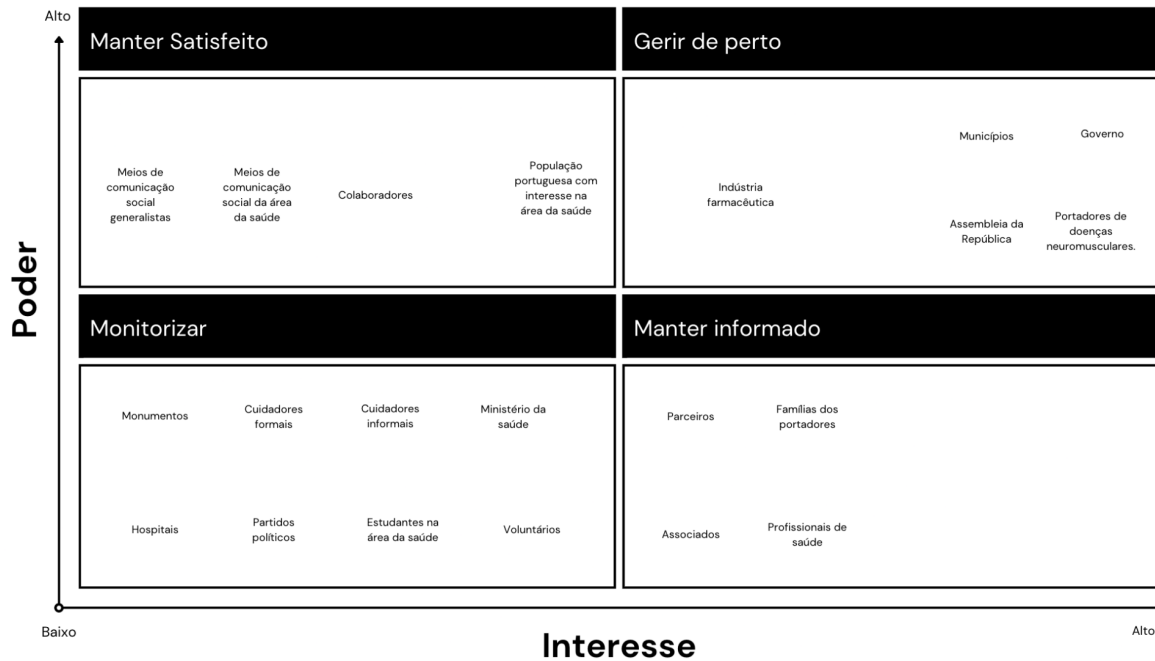 Alto
Manter Satisfeito
Gerir de perto
Meios de
comunicação
social
generalistas
Meios de
comunicação
social da área
da saúde
Colaboradores
População
portuguesa com
interesse na
área da saúde
Indústria
farmacêutica
Municípios
Governo
Assembleia da
República
Portadores de
doenças
neuromusculares.
Poder
Monitorizar
Manter informado
Monumentos
Cuidadores
formais
Cuidadores
informais
Ministério da
saúde
Hospitais
Partidos
políticos
Estudantes na
área da saúde
Voluntários
Parceiros
Famílias dos
portadores
Associados
Profissionais de
saúde
Baixo
Interesse
Alto